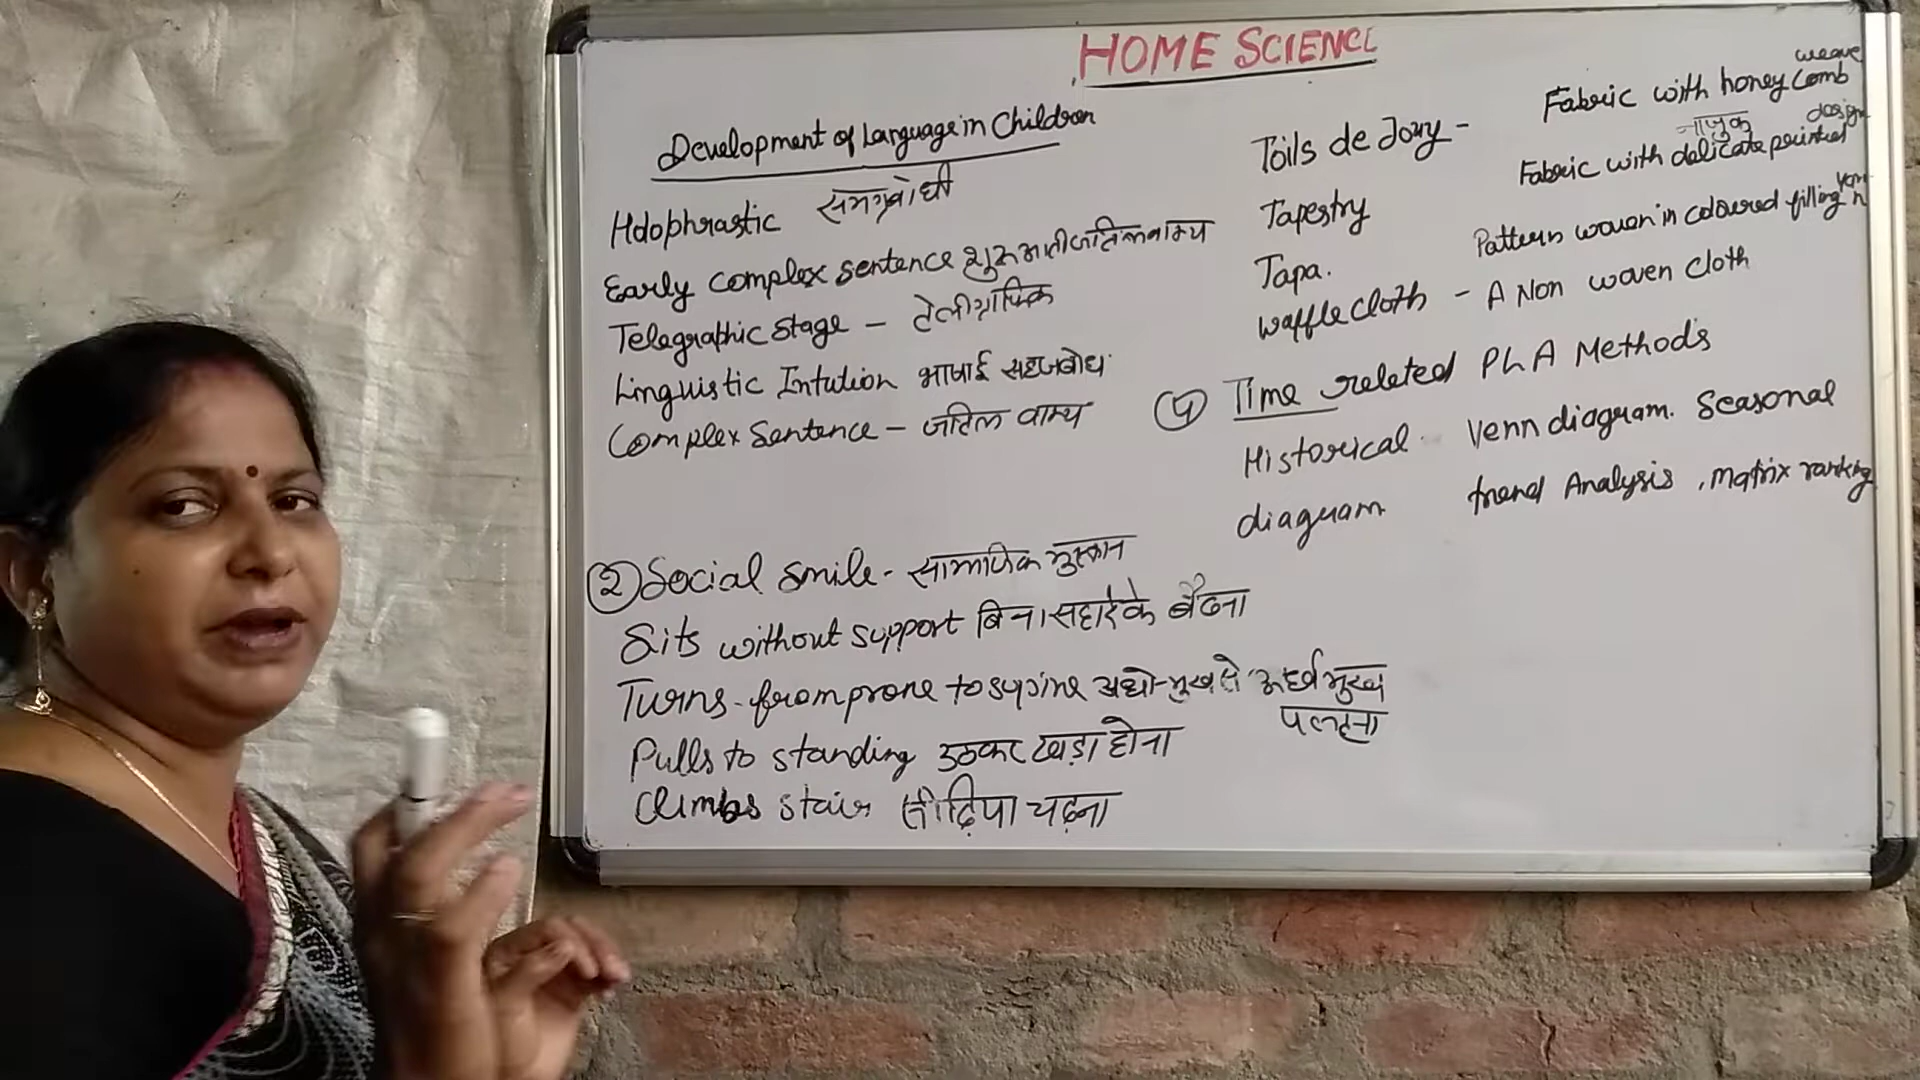 HOME SCIENCE
Development of Language in Children
Holophrastic समग्रबोधी
Early complex sentence शुरुआती जटिल वाक्य
Telegraphic stage – टेलीग्राफिक
Linguistic Intution भाषाई सहजबोध
Complex Sentence – जटिल वाक्य
② Social Smile - सामाजिक मुस्कान
Sits without support बिना सहारे के बैठना
Turns from prone to supine अधोमुख से ऊर्ध्वमुख
पलटना
Pulls to standing उठकर खड़ा होना
Climbs stair सीढ़िया चढ़ना
Toils de Jouy -
Tapestry
Tapa.
Waffle cloth - A Non woven cloth
weave
Fabric with honey Comb
नाजुक design
Fabric with delicate printed
yarn
Pattern woven in coloured filling
Time releted PLA Methods
Historical Venn diagram. Seasonal
diagram trend Analysis, Matrix ranking